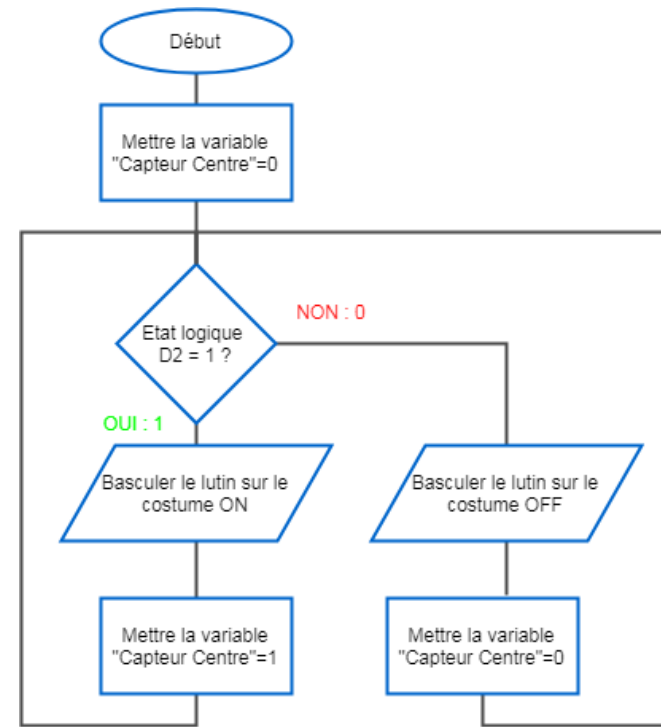 Début
Mettre la variable
"Capteur Centre"=0
NON : 0
Etat logique
D2 = 1 ?
OUI : 1
Basculer le lutin sur le
costume ON
Basculer le lutin sur le
costume OFF
Mettre la variable
"Capteur Centre"=1
Mettre la variable
"Capteur Centre"=0